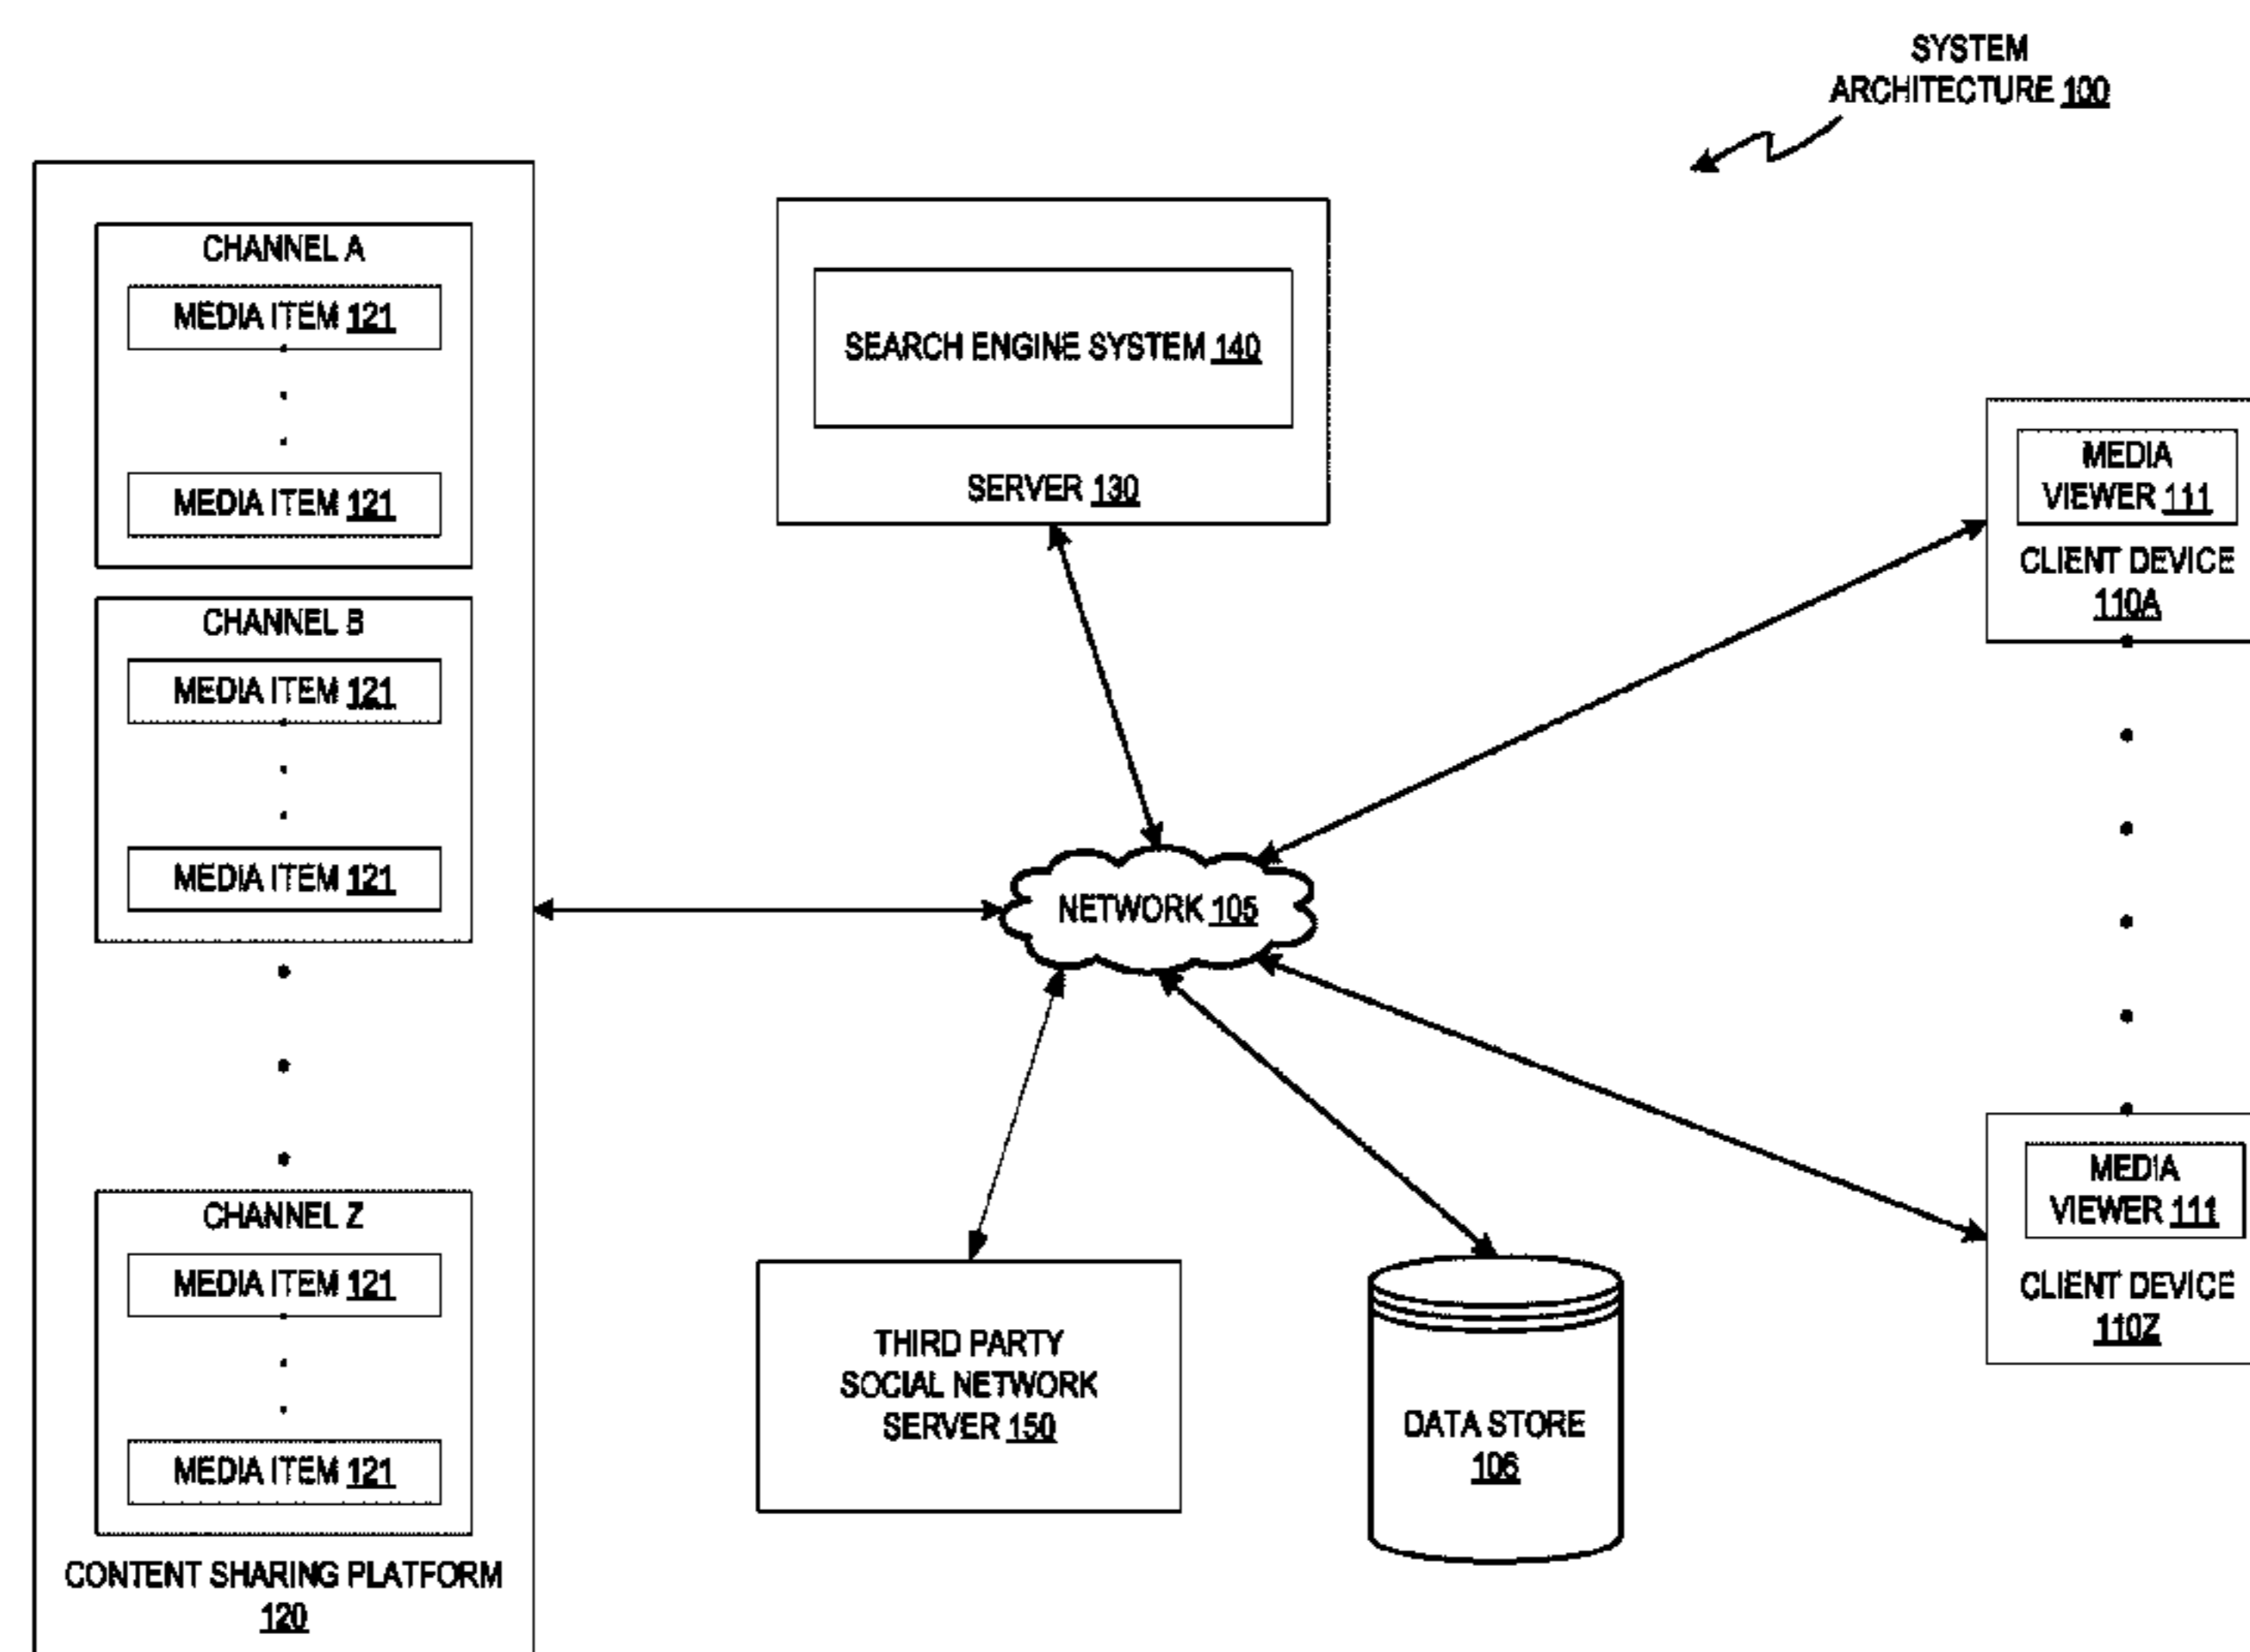 SYSTEM
ARCHITECTURE 100
CHANNEL A
MEDIA ITEM 121
MEDIA ITEM 121
CHANNEL B
MEDIA ITEM 121
MEDIA ITEM 121
CHANNEL Z
MEDIA ITEM 121
MEDIA ITEM 121
CONTENT SHARING PLATFORM
120
SEARCH ENGINE SYSTEM 140
SERVER 130
NETWORK 105
THIRD PARTY
SOCIAL NETWORK
SERVER 150
DATA STORE
106
MEDIA
VIEWER 111
CLIENT DEVICE
110A
MEDIA
VIEWER 111
CLIENT DEVICE
110Z